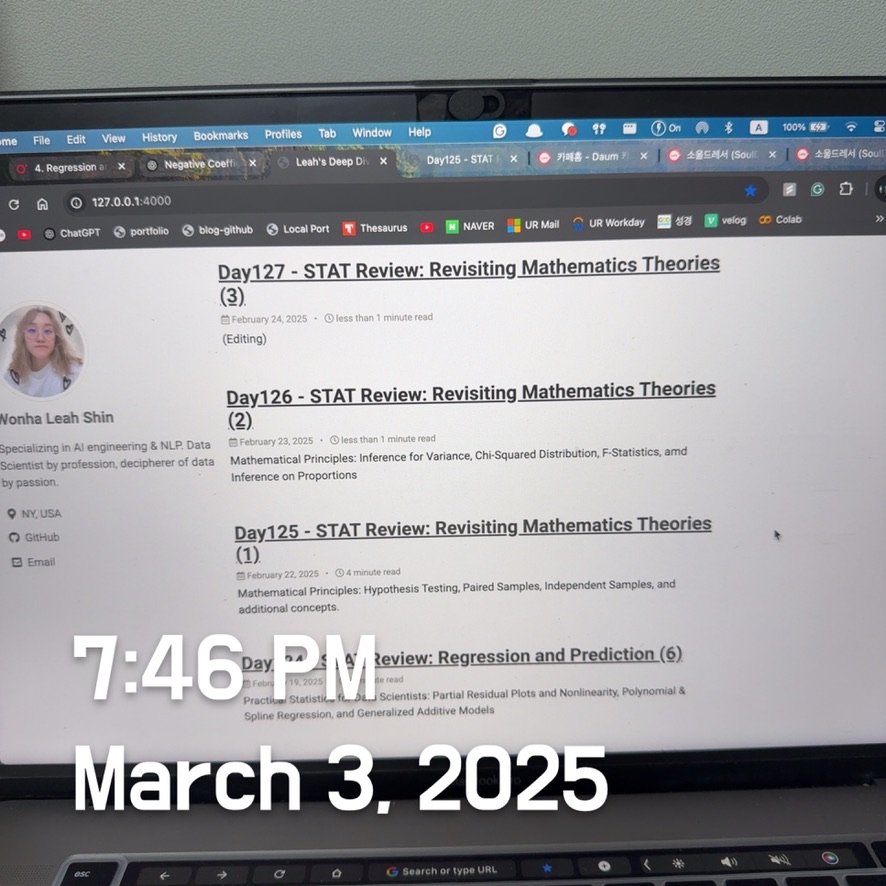 ome File Edit View History Bookmarks Profiles Tab Window Help On A 100%
4. Regression a Negative Coeffi Leah's Deep Di Day125 - STAT 카페홈 - Daum 카 소울드레서 (Soul 소울드레서 (Soul
127.0.0.1:4000
ChatGPT portfolio blog-github Local Port Thesaurus NAVER UR Mail UR Workday 성경 velog Colab »
Day127 - STAT Review: Revisiting Mathematics Theories
(3)
February 24, 2025 · less than 1 minute read
(Editing)
Wonha Leah Shin
Specializing in AI engineering & NLP. Data
Scientist by profession, decipherer of data
by passion.
NY, USA
GitHub
Email
Day126 - STAT Review: Revisiting Mathematics Theories
(2)
February 23, 2025 · less than 1 minute read
Mathematical Principles: Inference for Variance, Chi-Squared Distribution, F-Statistics, amd
Inference on Proportions
Day125 - STAT Review: Revisiting Mathematics Theories
(1)
February 22, 2025 · 4 minute read
Mathematical Principles: Hypothesis Testing, Paired Samples, Independent Samples, and
additional concepts.
Day124 - STAT Review: Regression and Prediction (6)
February 19, 2025 · minute read
Practical Statistics for Data Scientists: Partial Residual Plots and Nonlinearity, Polynomial &
Spline Regression, and Generalized Additive Models
7:46 PM
March 3, 2025
esc Search or type URL